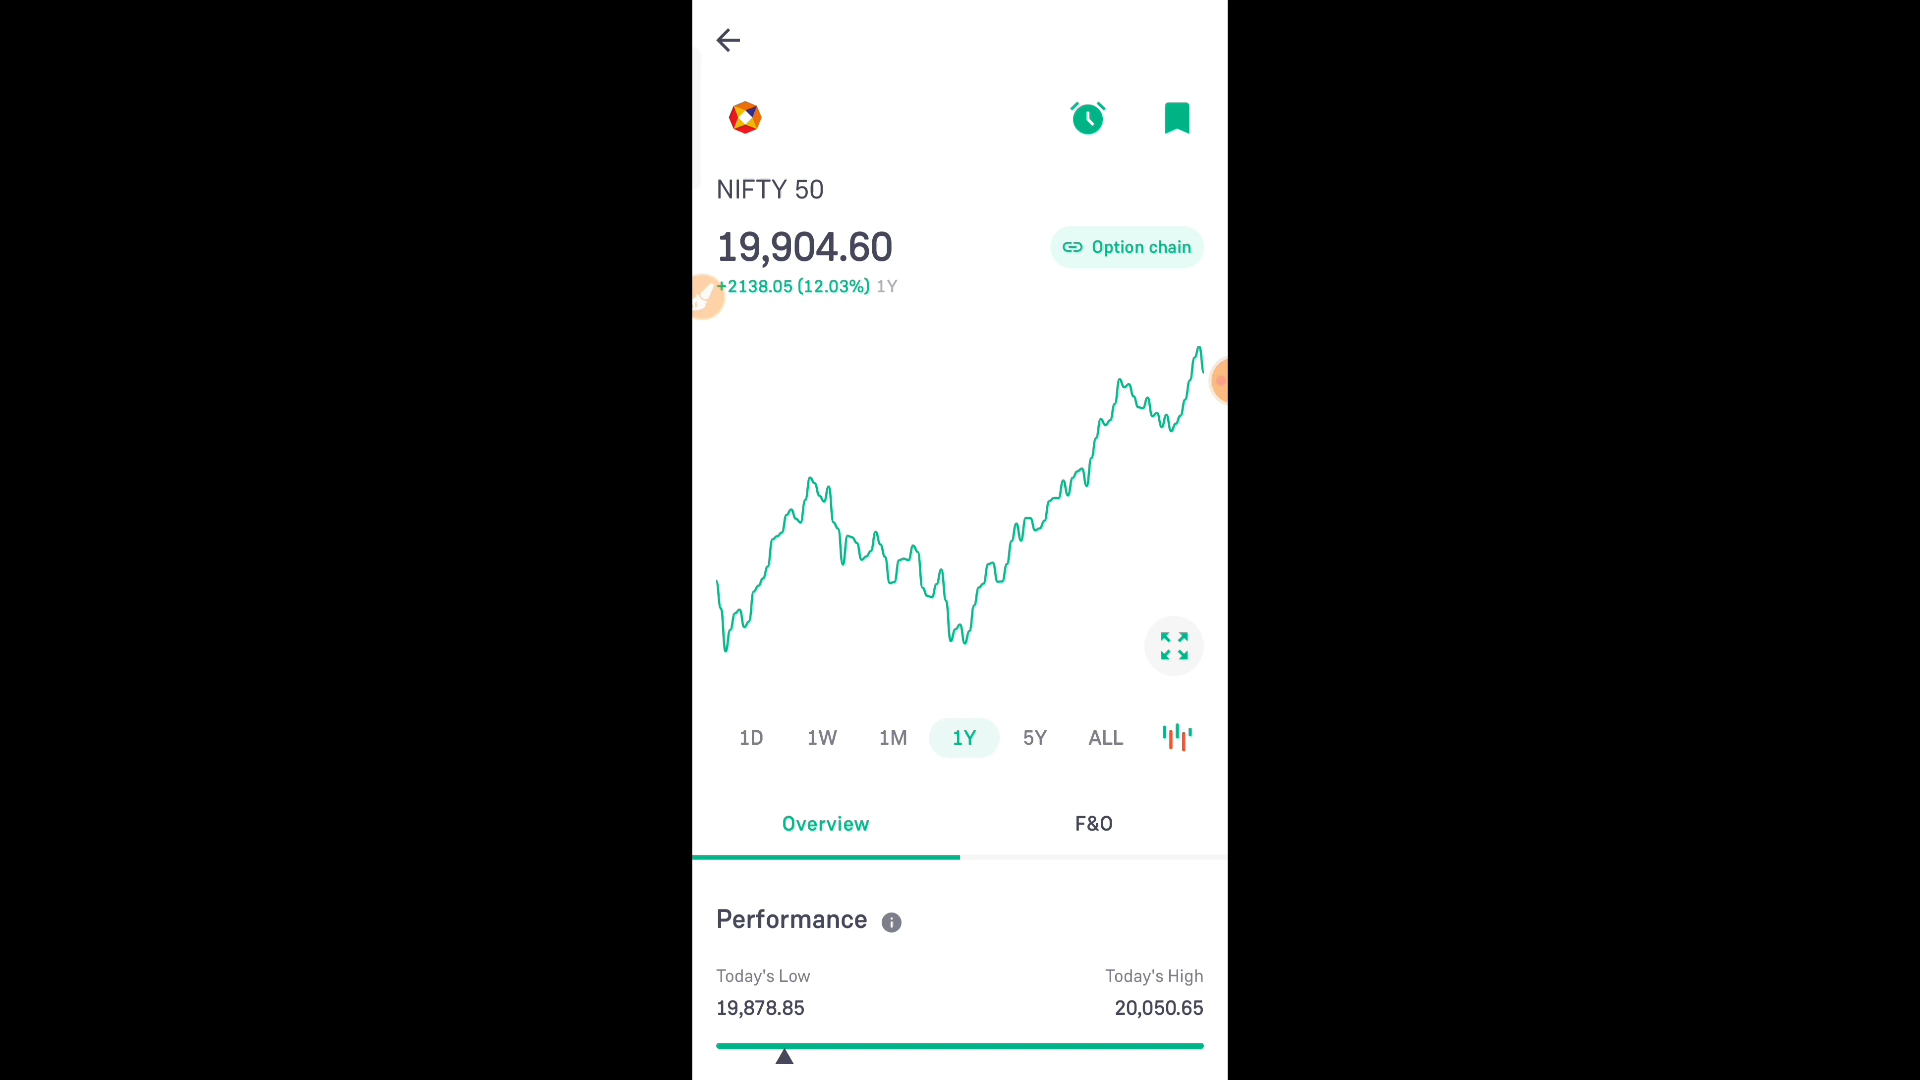 NIFTY 50
19,904.60
Option chain
+2138.05 (12.03%) 1Y
1D 1W 1M 1Y 5Y ALL
Overview F&O
Performance
Today's Low Today's High
19,878.85 20,050.65